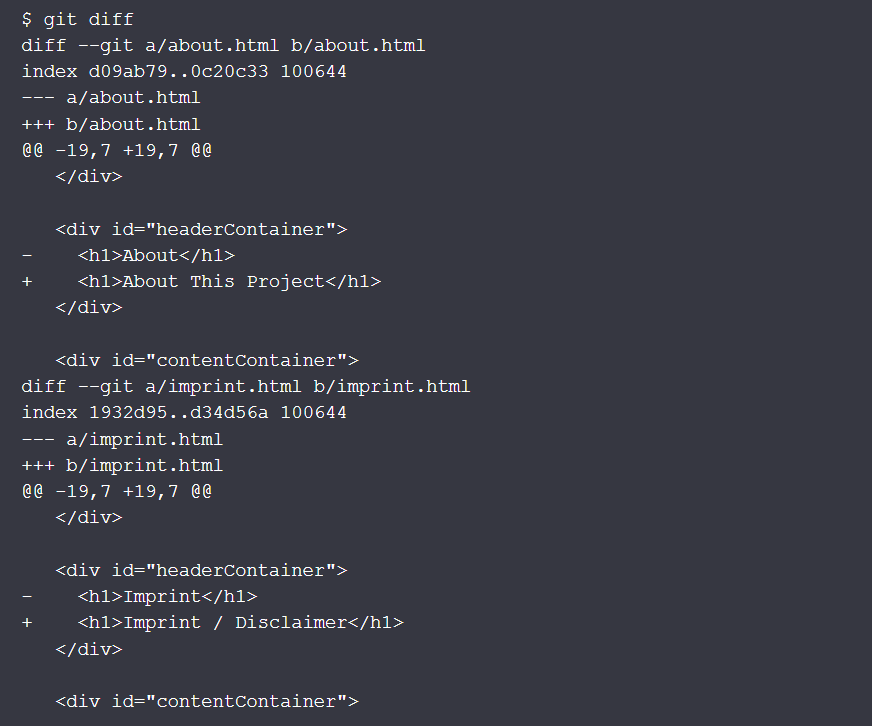 $ git diff
diff --git a/about.html b/about.html
index d09ab79..0c20c33 100644
--- a/about.html
+++ b/about.html
@@ -19,7 +19,7 @@
   </div>

   <div id="headerContainer">
-    <h1>About</h1>
+    <h1>About This Project</h1>
   </div>

   <div id="contentContainer">
diff --git a/imprint.html b/imprint.html
index 1932d95..d34d56a 100644
--- a/imprint.html
+++ b/imprint.html
@@ -19,7 +19,7 @@
   </div>

   <div id="headerContainer">
-    <h1>Imprint</h1>
+    <h1>Imprint / Disclaimer</h1>
   </div>

   <div id="contentContainer">